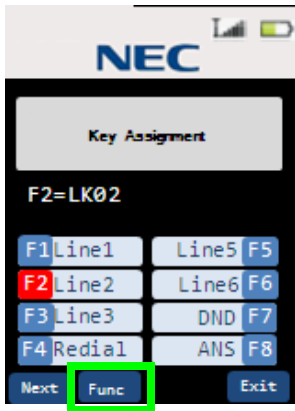 NEC
Key Assignment
F2=LK02
F1 Line1 Line5 F5
F2 Line2 Line6 F6
F3 Line3 DND F7
F4 Redial ANS F8
Next Func Exit